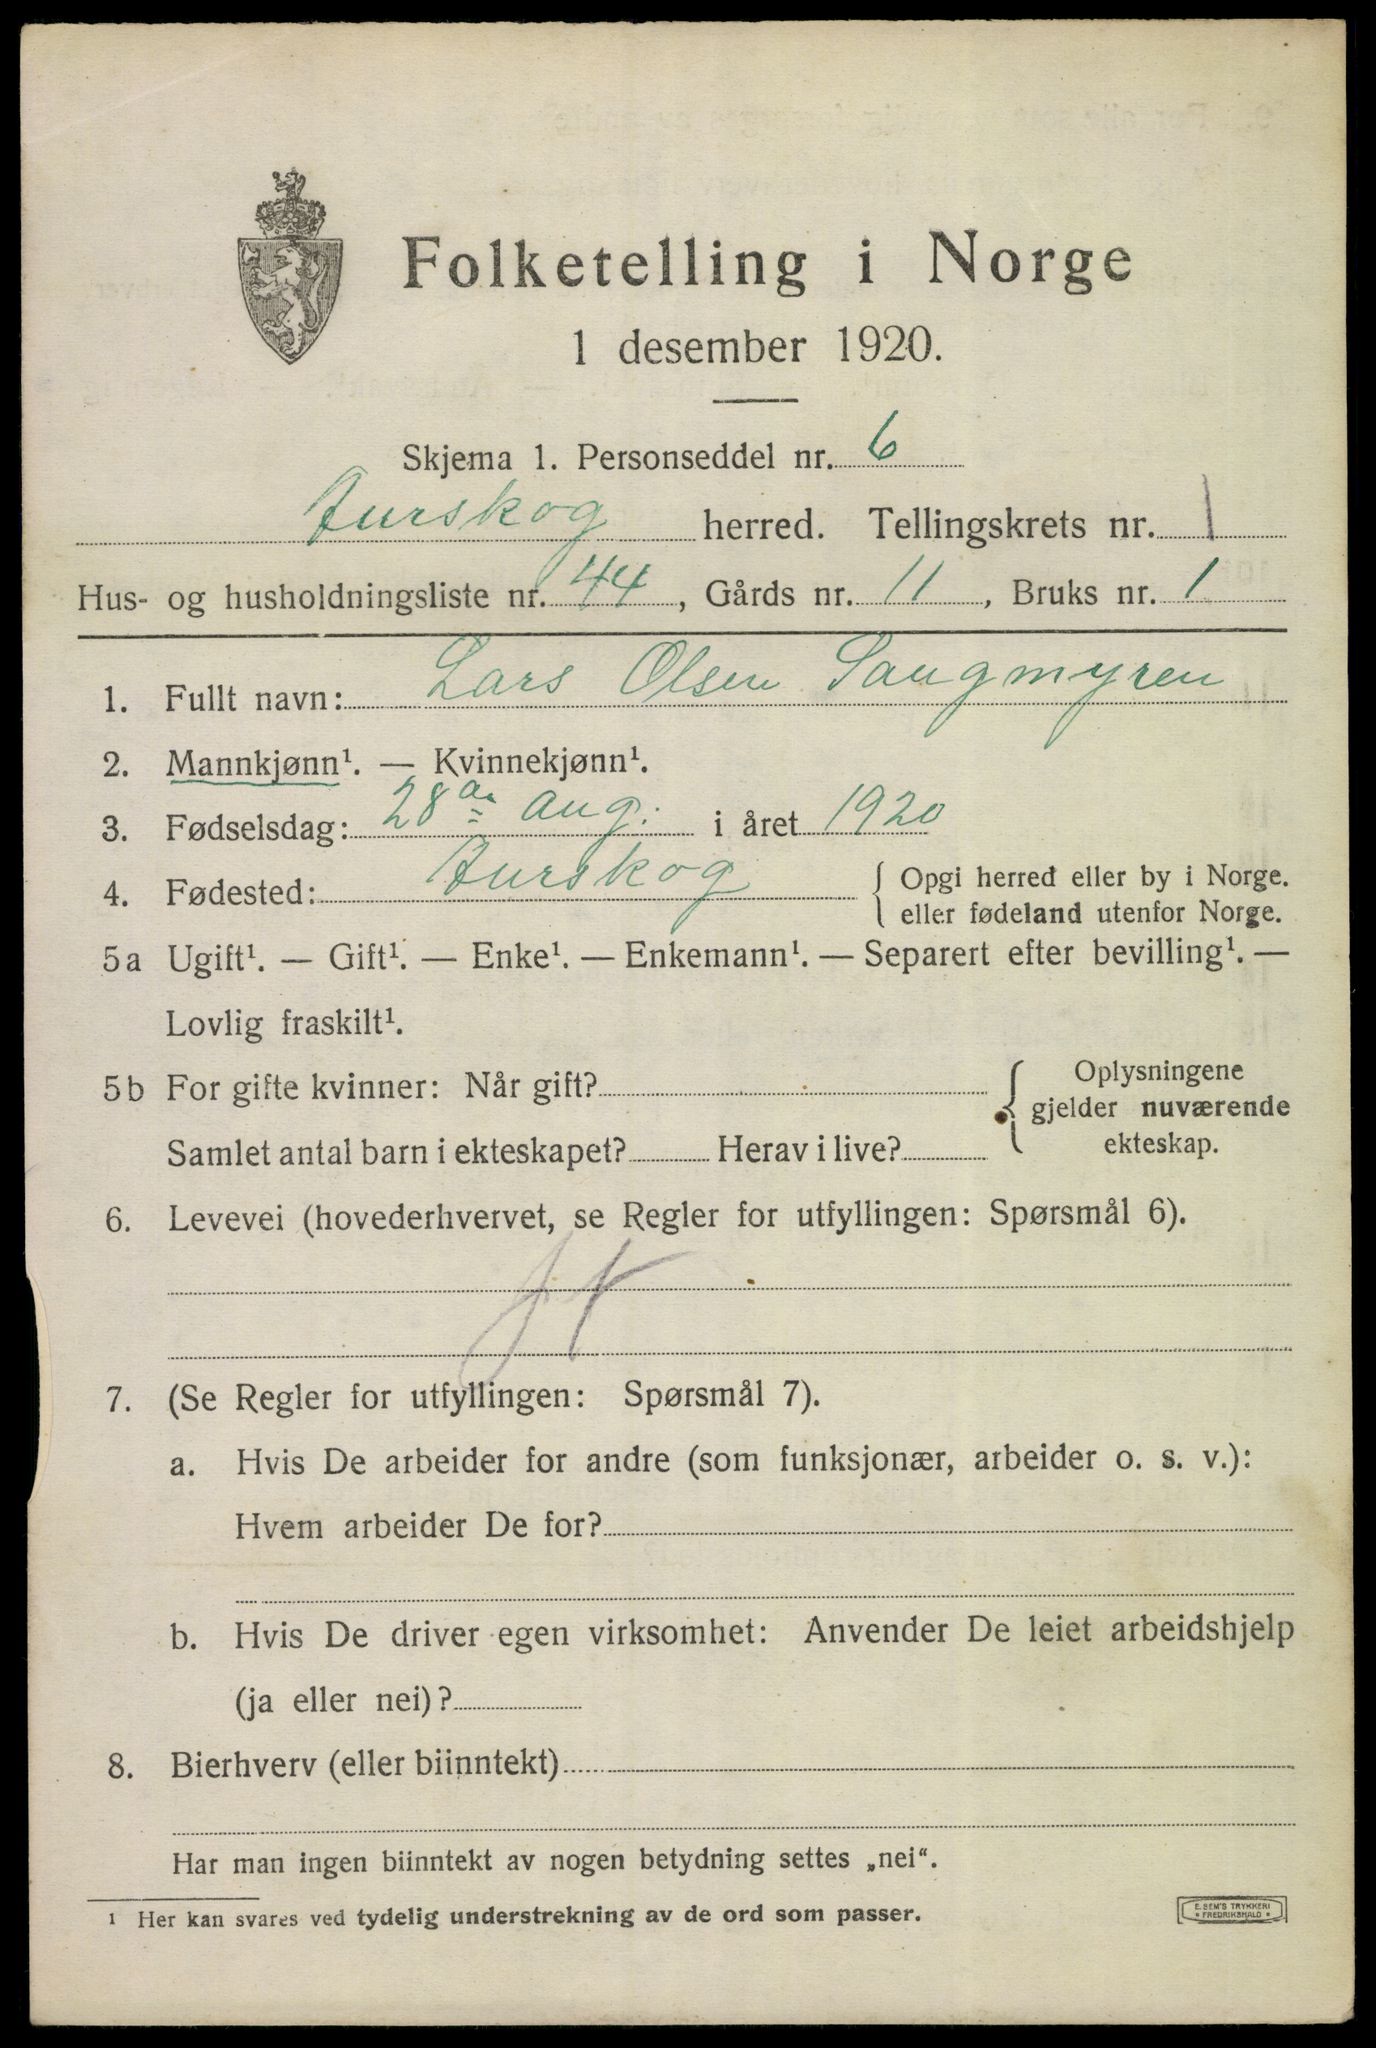 Folketelling i Norge
1 desember 1920.
Skjema 1. Personseddel nr. 6
Aurskog herred. Tellingskrets nr. 1
Hus- og husholdningsliste nr. 44, Gårds nr. 11, Bruks nr. 1
1. Fullt navn: Lars Olsen Saugmyren
2. Mannkjønn¹. — Kvinnekjønn¹.
3. Fødselsdag: 28de aug. i året 1920
4. Fødested: Aurskog { Opgi herred eller by i Norge.
eller fødeland utenfor Norge.
5a Ugift¹. — Gift¹. — Enke¹. — Enkemann¹. — Separert efter bevilling¹. —
Lovlig fraskilt¹.
5b For gifte kvinner: Når gift?
Samlet antal barn i ekteskapet? Herav i live?
Oplysningene
gjelder nuværende
ekteskap.
6. Levevei (hovederhvervet, se Regler for utfyllingen: Spørsmål 6).
7. (Se Regler for utfyllingen: Spørsmål 7).
a. Hvis De arbeider for andre (som funksjonær, arbeider o. s. v.):
Hvem arbeider De for?
b. Hvis De driver egen virksomhet: Anvender De leiet arbeidshjelp
(ja eller nei)?
8. Bierhverv (eller biinntekt)
Har man ingen biinntekt av nogen betydning settes „nei“.
1 Her kan svares ved tydelig understrekning av de ord som passer.
E. SEM'S TRYKKERI
• FREDRIKSHALD •